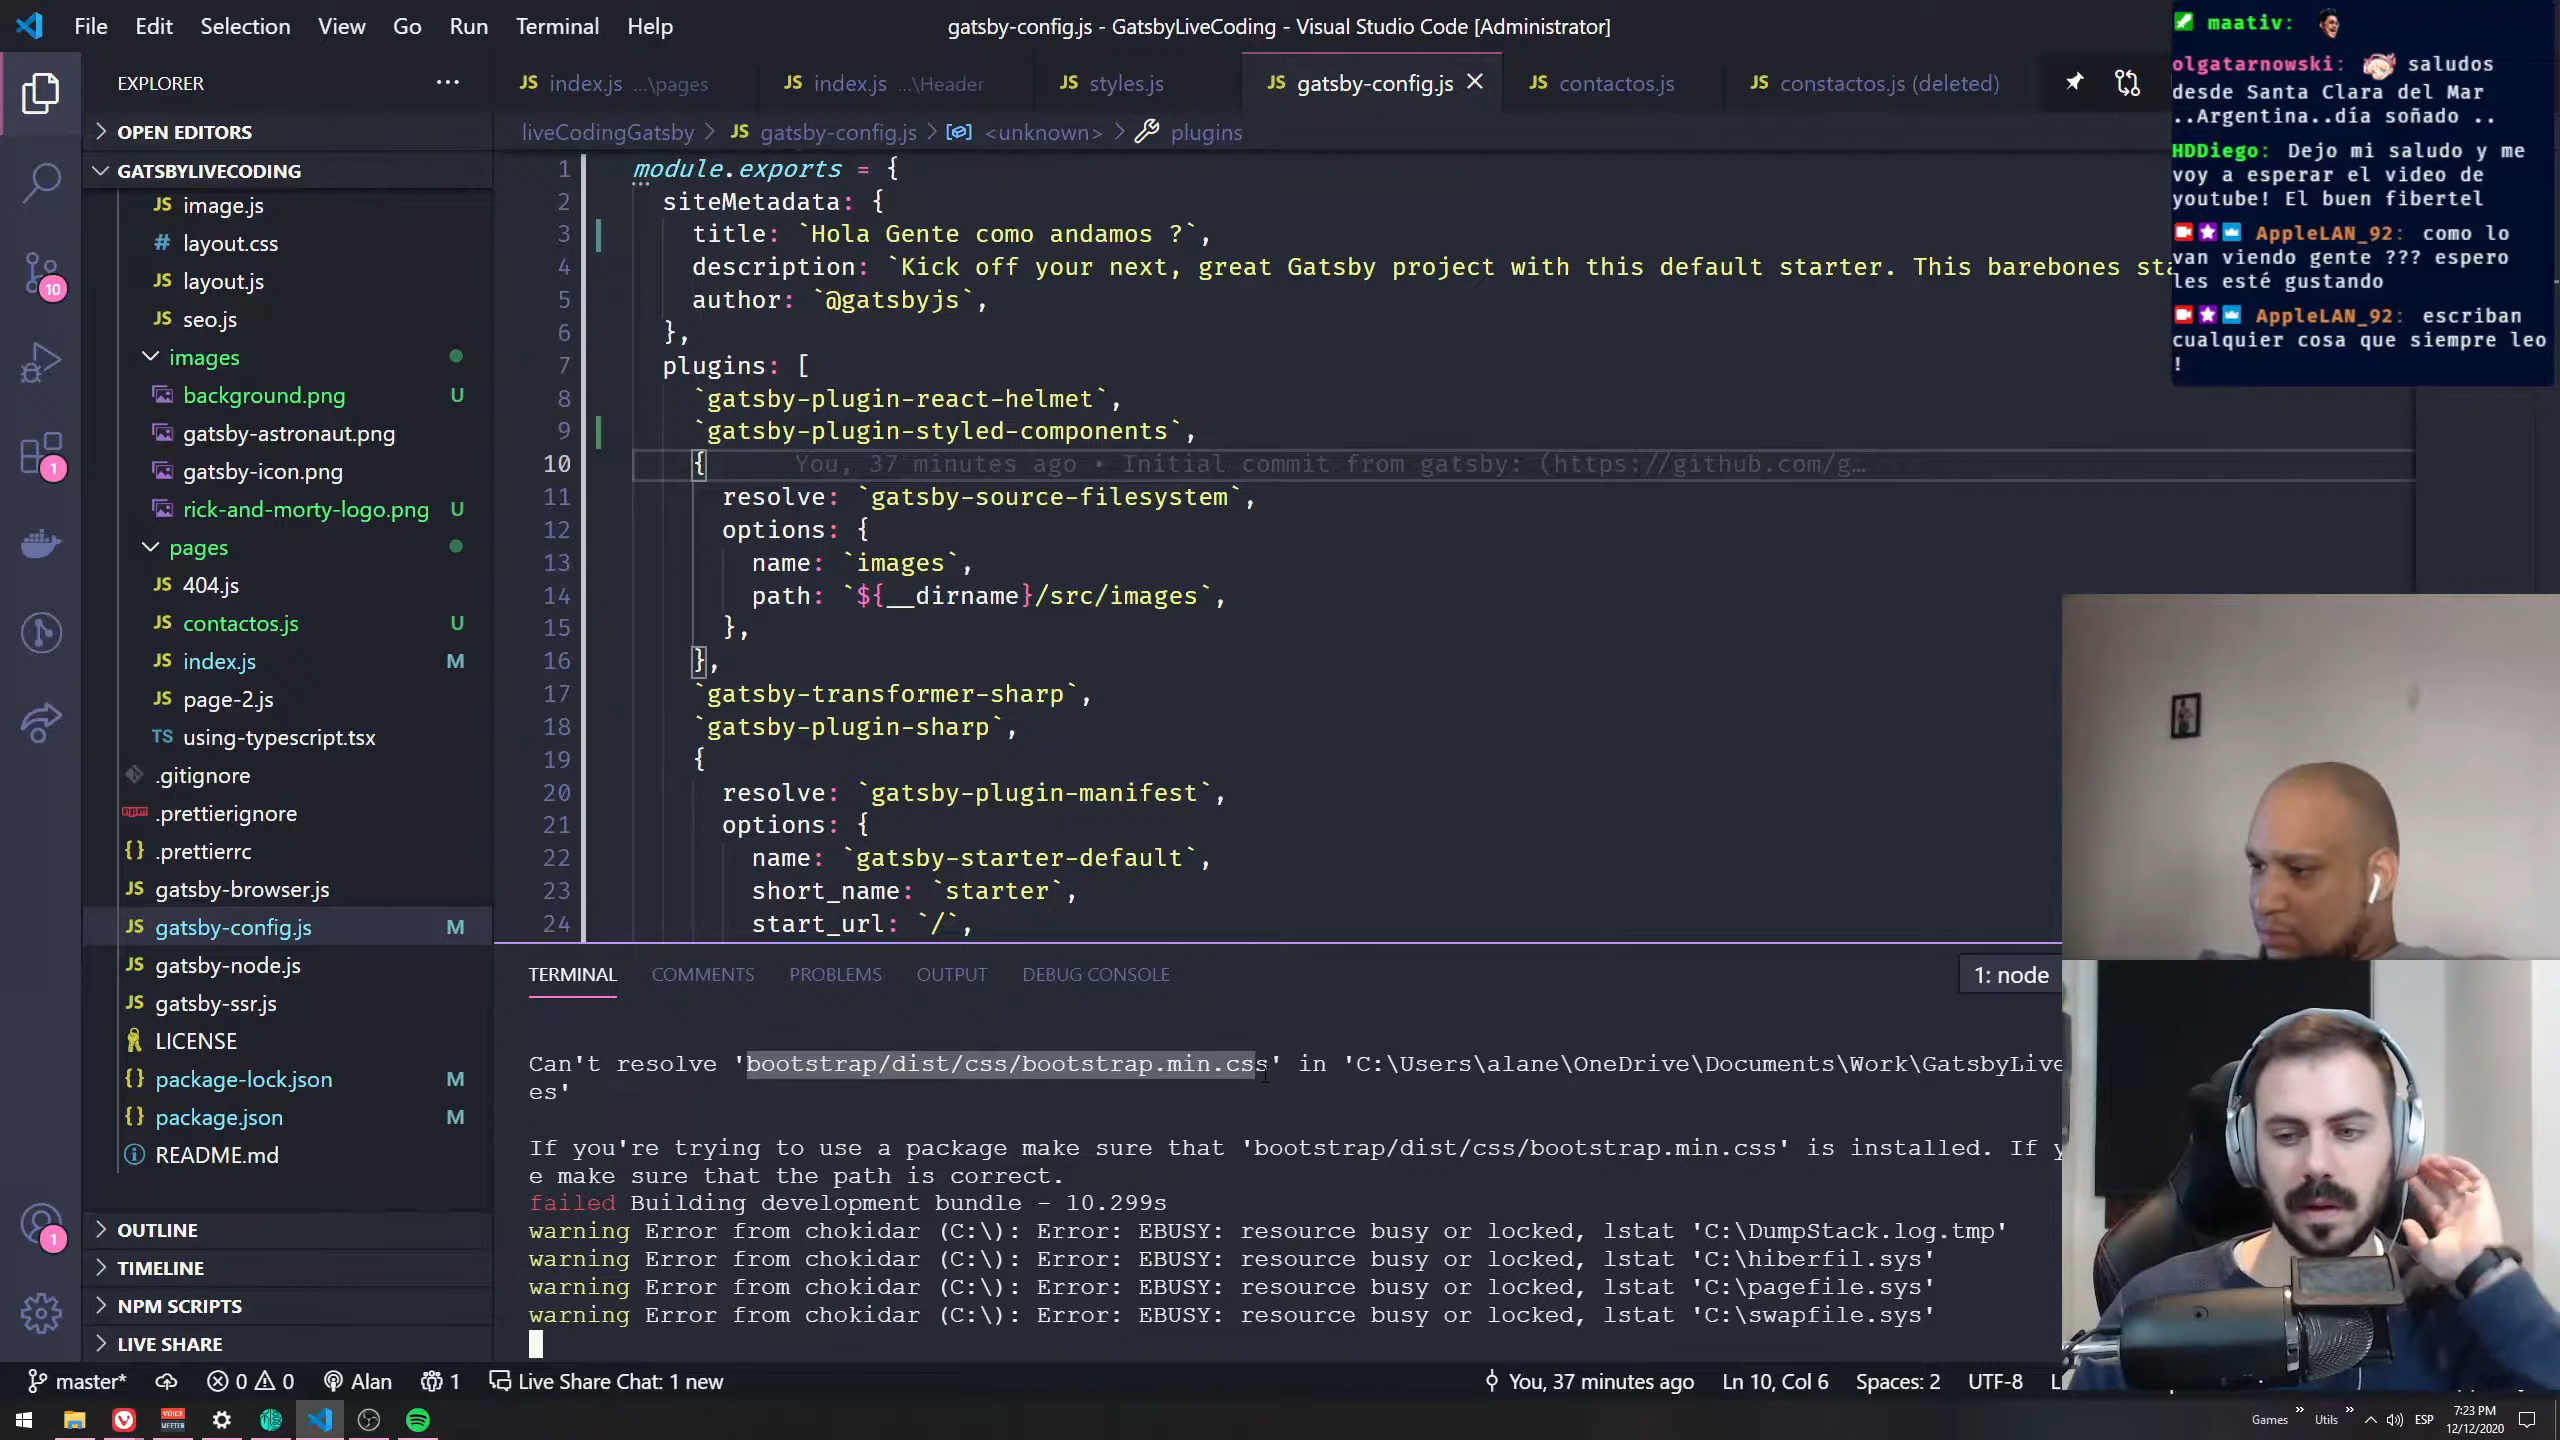 File Edit Selection View Go Run Terminal Help
gatsby-config.js - GatsbyLiveCoding - Visual Studio Code [Administrator]
EXPLORER
OPEN EDITORS
GATSBYLIVECODING
image.js
layout.css
layout.js
seo.js
images
background.png U
gatsby-astronaut.png
gatsby-icon.png
rick-and-morty-logo.png U
pages
404.js
contactos.js U
index.js M
page-2.js
using-typescript.tsx
.gitignore
.prettierignore
.prettierrc
gatsby-browser.js
gatsby-config.js M
gatsby-node.js
gatsby-ssr.js
LICENSE
package-lock.json M
package.json M
README.md
OUTLINE
TIMELINE
NPM SCRIPTS
LIVE SHARE
10
1
1
index.js ...\pages index.js ...\Header styles.js gatsby-config.js contactos.js constactos.js (deleted)
liveCodingGatsby > gatsby-config.js > <unknown> > plugins
1 module.exports = {
2 siteMetadata: {
3 title: `Hola Gente como andamos ?`,
4 description: `Kick off your next, great Gatsby project with this default starter. This barebones sta
5 author: `@gatsbyjs`,
6 },
7 plugins: [
8 `gatsby-plugin-react-helmet`,
9 `gatsby-plugin-styled-components`,
10 { You, 37 minutes ago • Initial commit from gatsby: (https://github.com/g…
11 resolve: `gatsby-source-filesystem`,
12 options: {
13 name: `images`,
14 path: `${__dirname}/src/images`,
15 },
16 },
17 `gatsby-transformer-sharp`,
18 `gatsby-plugin-sharp`,
19 {
20 resolve: `gatsby-plugin-manifest`,
21 options: {
22 name: `gatsby-starter-default`,
23 short_name: `starter`,
24 start_url: `/`,
TERMINAL COMMENTS PROBLEMS OUTPUT DEBUG CONSOLE 1: node
Can't resolve 'bootstrap/dist/css/bootstrap.min.css' in 'C:\Users\alane\OneDrive\Documents\Work\GatsbyLive
es'
If you're trying to use a package make sure that 'bootstrap/dist/css/bootstrap.min.css' is installed. If y
e make sure that the path is correct.
failed Building development bundle - 10.299s
warning Error from chokidar (C:\): Error: EBUSY: resource busy or locked, lstat 'C:\DumpStack.log.tmp'
warning Error from chokidar (C:\): Error: EBUSY: resource busy or locked, lstat 'C:\hiberfil.sys'
warning Error from chokidar (C:\): Error: EBUSY: resource busy or locked, lstat 'C:\pagefile.sys'
warning Error from chokidar (C:\): Error: EBUSY: resource busy or locked, lstat 'C:\swapfile.sys'
maativ:
olgatarnowski: saludos
desde Santa Clara del Mar
..Argentina..día soñado ..
HDDiego: Dejo mi saludo y me
voy a esperar el video de
youtube! El buen fibertel
AppleLAN_92: como lo
van viendo gente ??? espero
les esté gustando
AppleLAN_92: escriban
cualquier cosa que siempre leo
!
master* 0 0 Alan 1 Live Share Chat: 1 new You, 37 minutes ago Ln 10, Col 6 Spaces: 2 UTF-8
VOICE
MEETER
Games » Utils » ESP
7:23 PM
12/12/2020